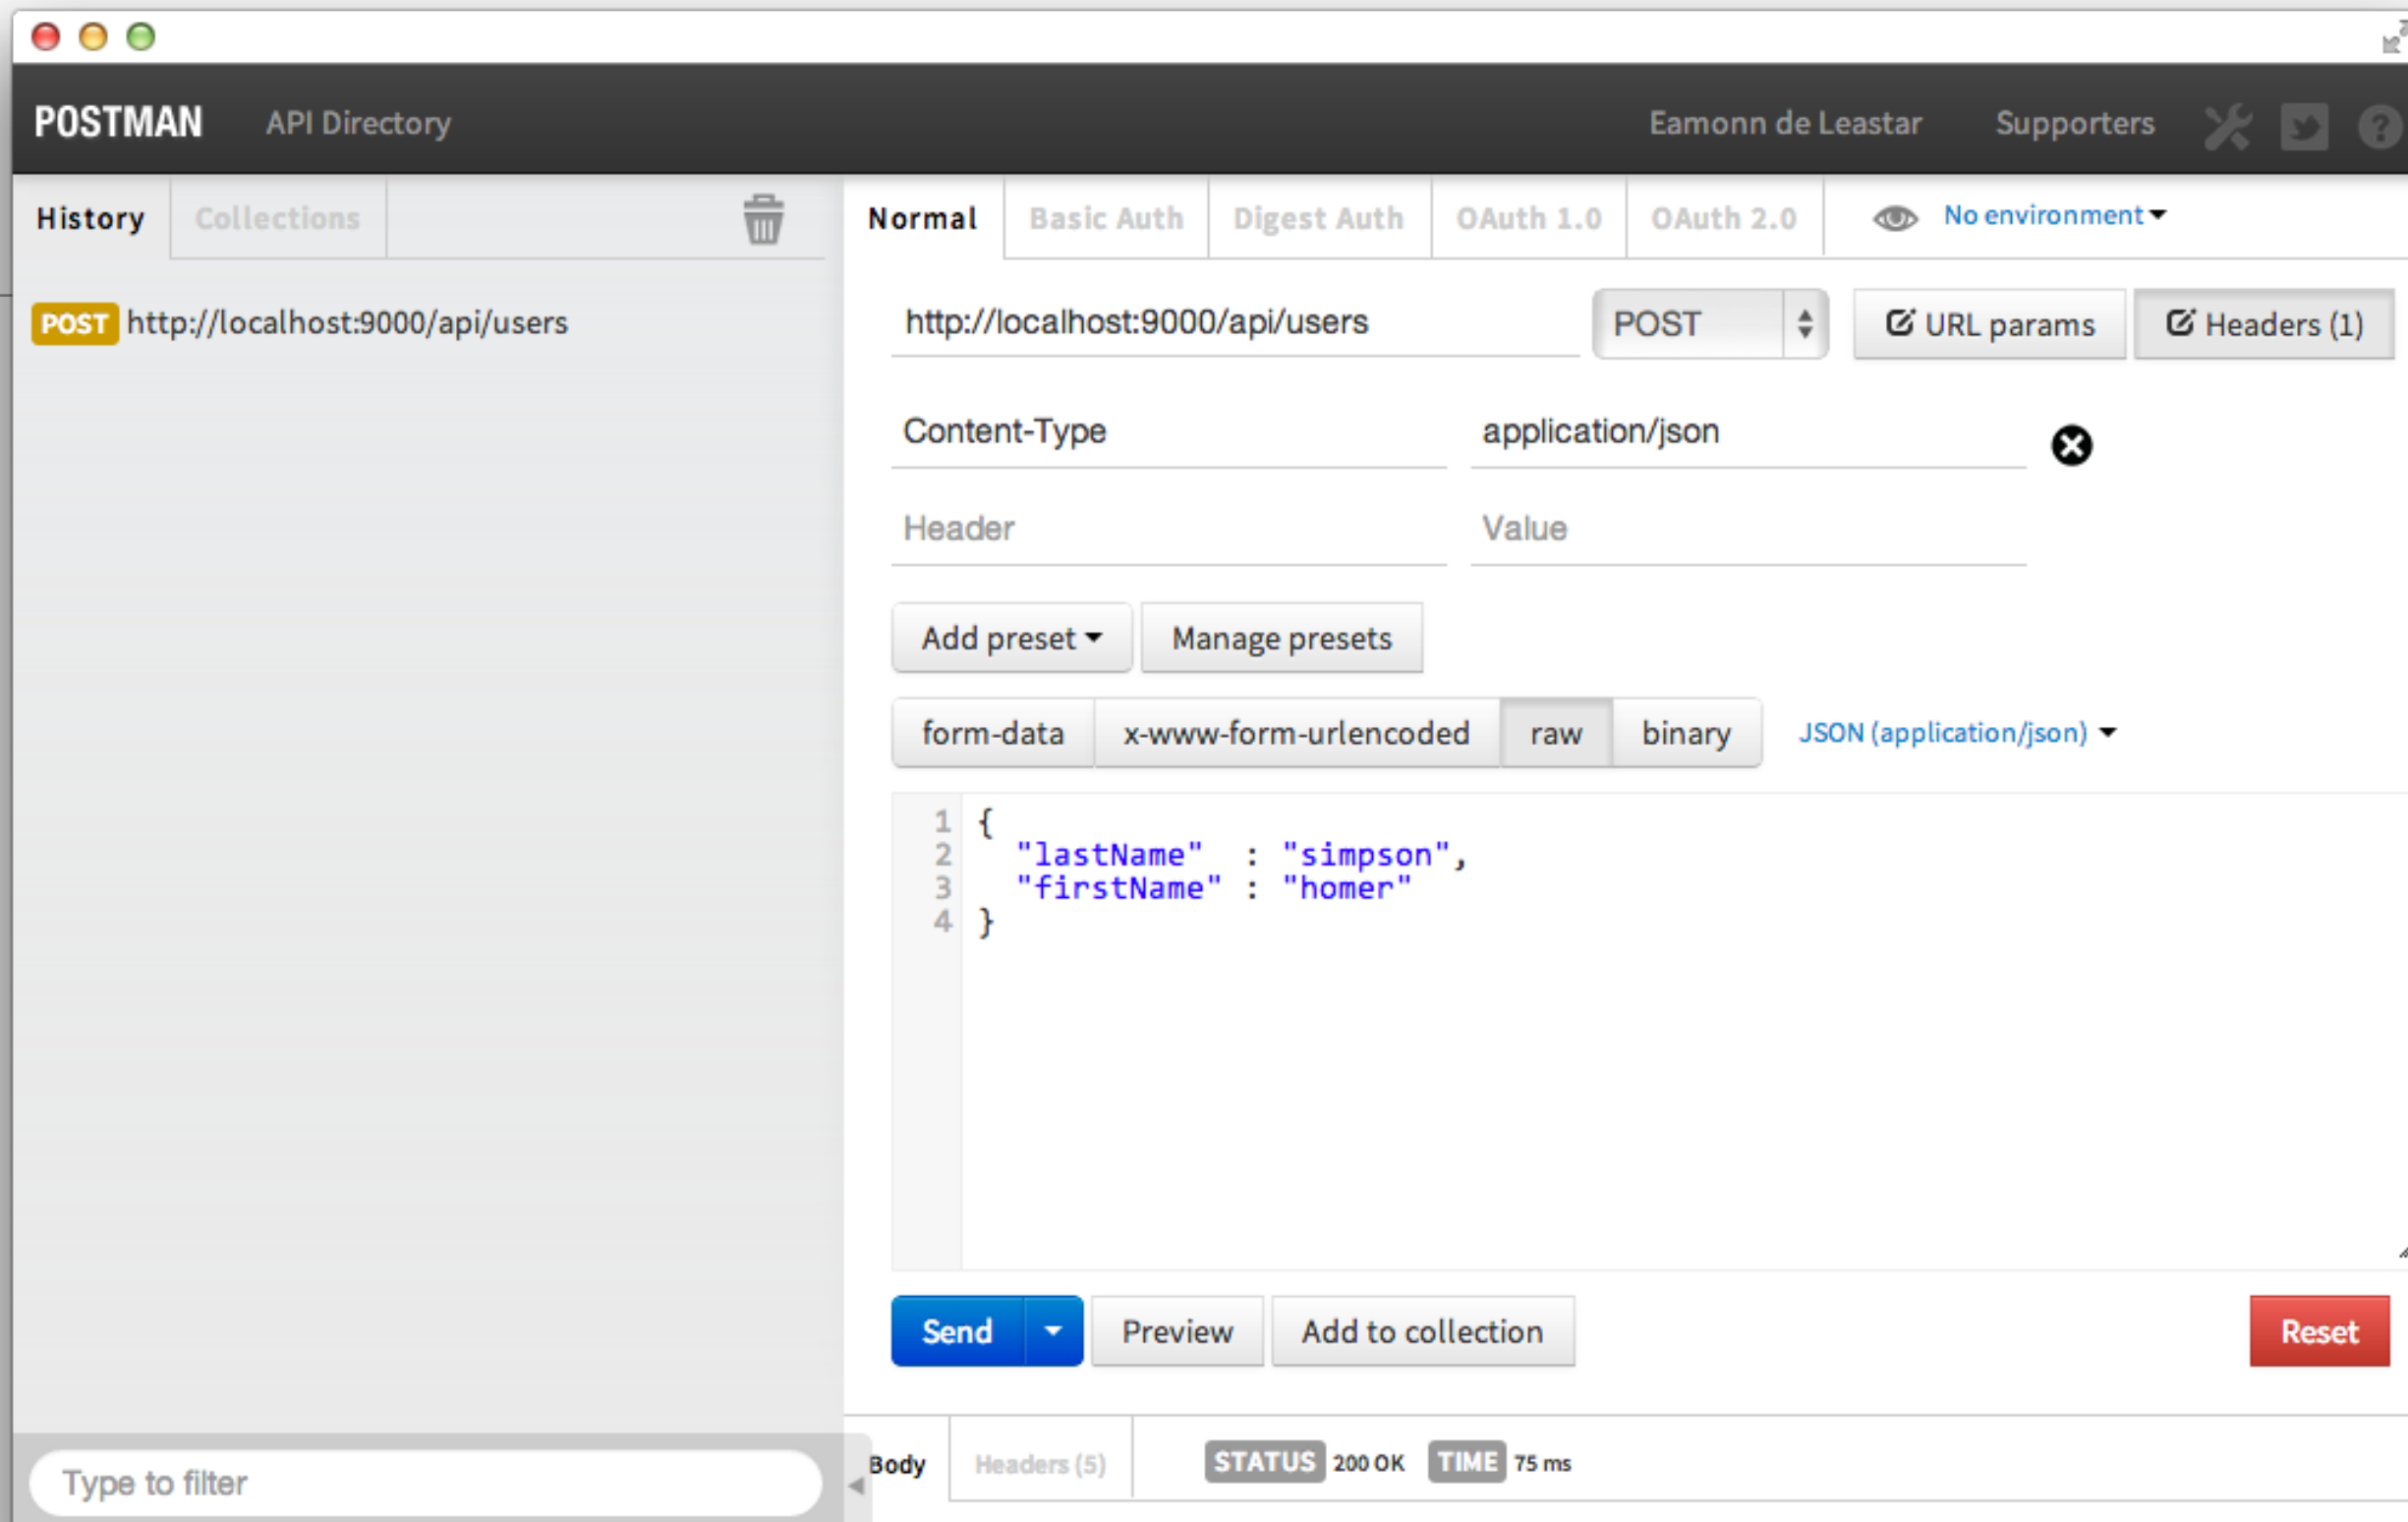 POSTMAN API Directory Eamonn de Leastar Supporters
History Collections
POST http://localhost:9000/api/users
Type to filter
Normal Basic Auth Digest Auth OAuth 1.0 OAuth 2.0 No environment
http://localhost:9000/api/users POST URL params Headers (1)
Content-Type application/json
Header Value
Add preset Manage presets
form-data x-www-form-urlencoded raw binary JSON (application/json)
1 {
2 "lastName" : "simpson",
3 "firstName" : "homer"
4 }
Send Preview Add to collection Reset
Body Headers (5) STATUS 200 OK TIME 75 ms